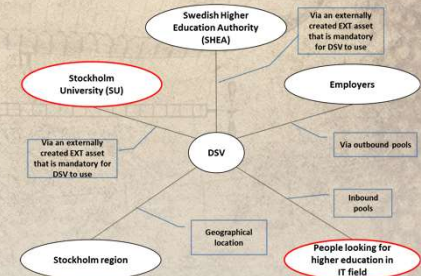 Swedish Higher
Education Authority
(SHEA)
Via an externally
created EXT asset
that is mandatory
for DSV to use
Stockholm
University (SU)
Employers
Via an externally
created EXT asset
that is mandatory for
DSV to use
DSV
Via outbound pools
Inbound
pools
Geographical
location
Stockholm region
People looking for
higher education in
IT field